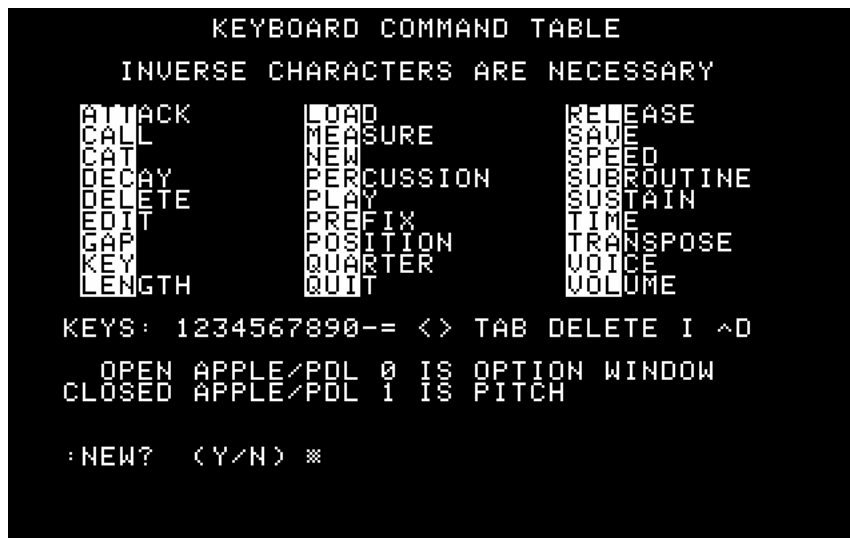 KEYBOARD COMMAND TABLE
INVERSE CHARACTERS ARE NECESSARY
ATTACK LOAD RELEASE
CALL MEASURE SAVE
CAT NEW SPEED
DECAY PERCUSSION SUBROUTINE
DELETE PLAY SUSTAIN
EDIT PREFIX TIME
GAP POSITION TRANSPOSE
KEY QUARTER VOICE
LENGTH QUIT VOLUME
KEYS: 1234567890-= <> TAB DELETE I ^D
OPEN APPLE/PDL 0 IS OPTION WINDOW
CLOSED APPLE/PDL 1 IS PITCH
:NEW? (Y/N)